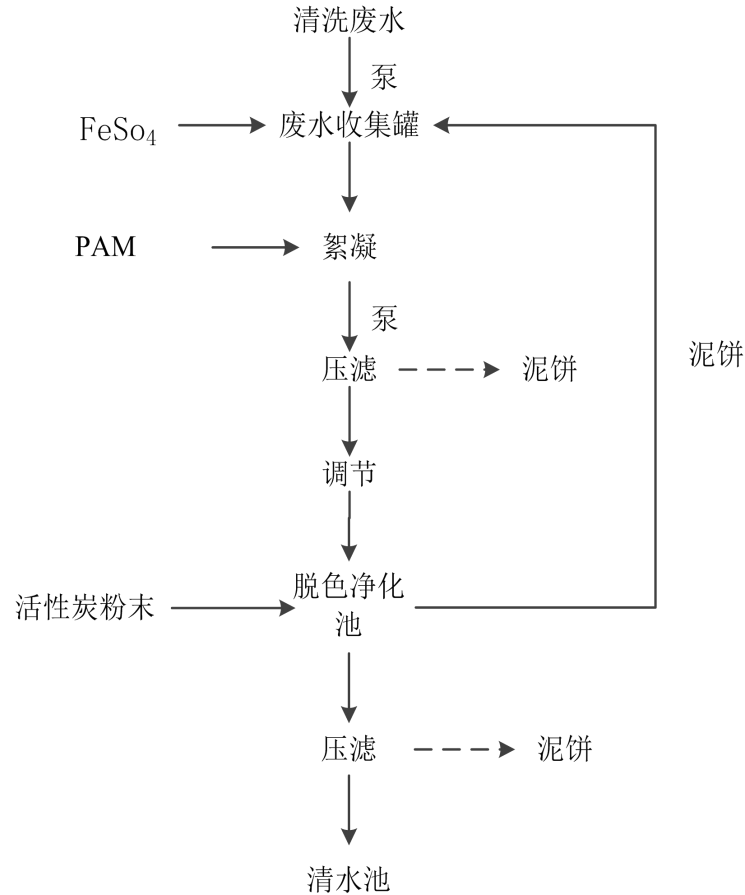 清洗废水
泵
FeSo₄
废水收集罐
PAM
絮凝
泵
压滤
泥饼
泥饼
调节
活性炭粉末
脱色净化
池
压滤
泥饼
清水池